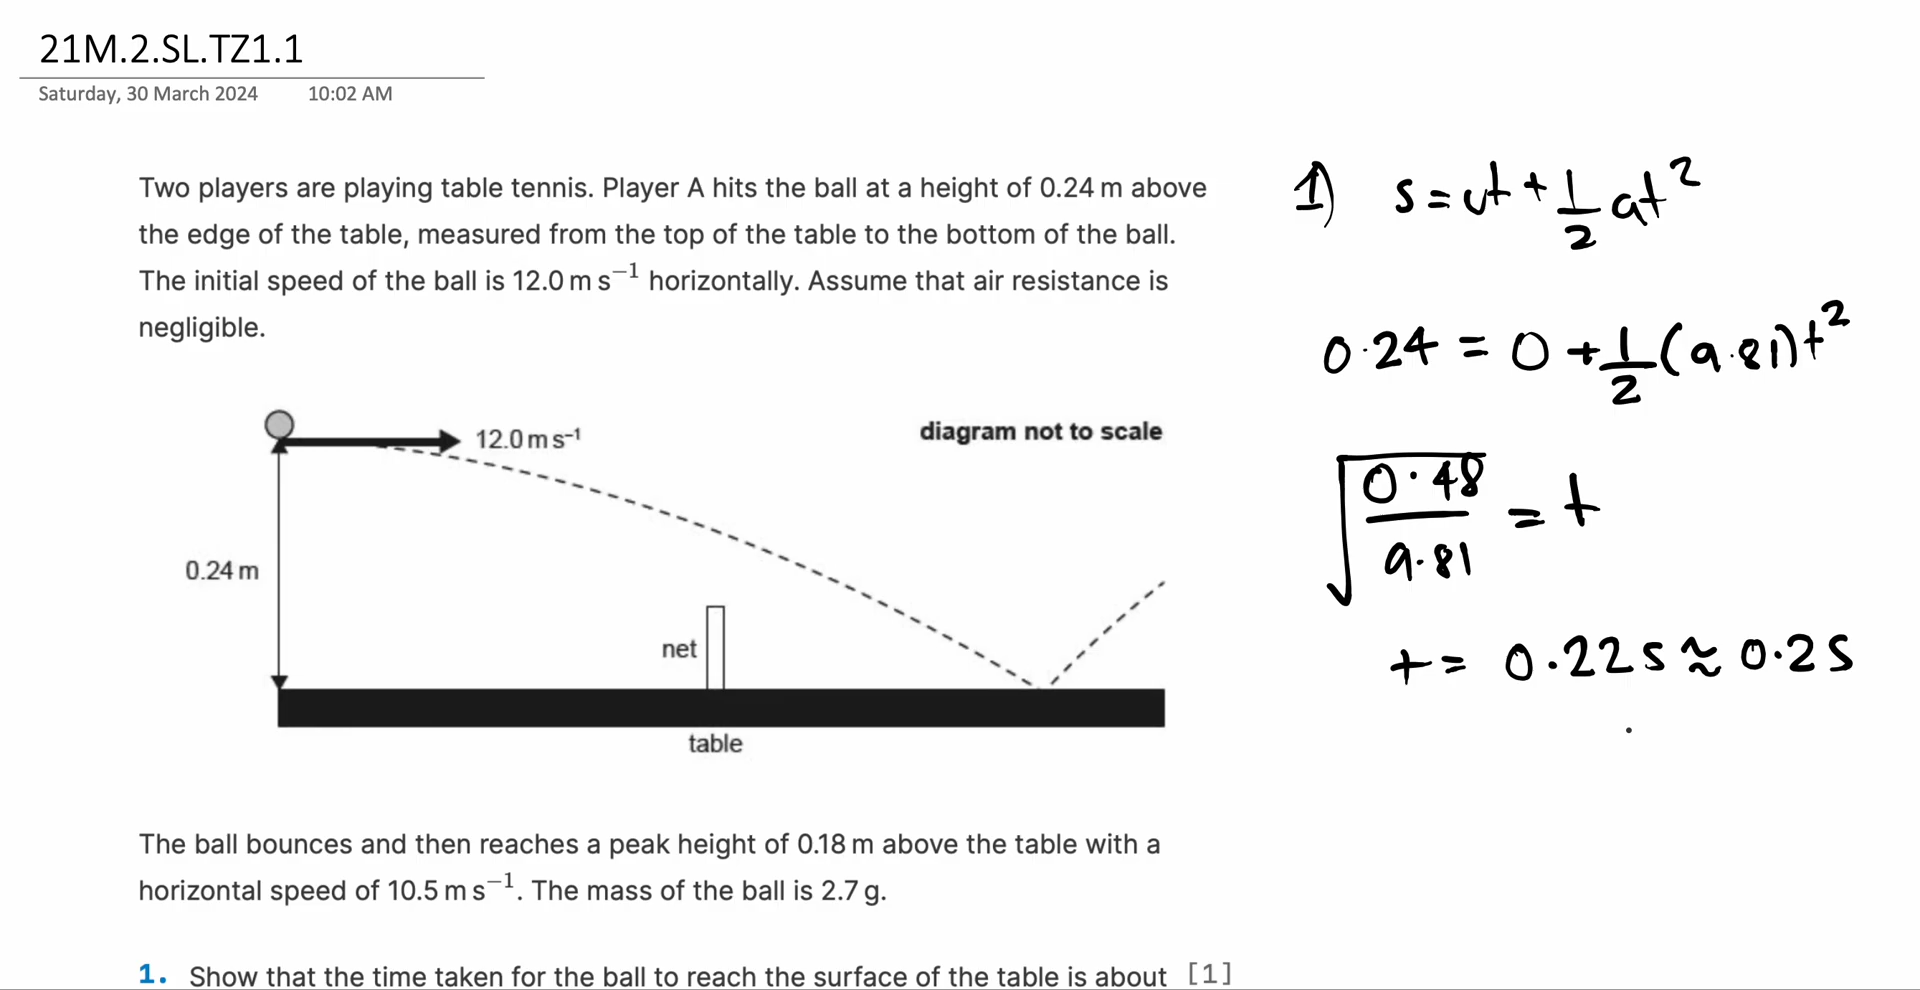 21M.2.SL.TZ1.1
Saturday, 30 March 2024 10:02 AM
Two players are playing table tennis. Player A hits the ball at a height of 0.24 m above
the edge of the table, measured from the top of the table to the bottom of the ball.
The initial speed of the ball is 12.0 m s⁻¹ horizontally. Assume that air resistance is
negligible.
12.0 m s⁻¹
diagram not to scale
0.24 m
net
table
The ball bounces and then reaches a peak height of 0.18 m above the table with a
horizontal speed of 10.5 m s⁻¹. The mass of the ball is 2.7 g.
1. Show that the time taken for the ball to reach the surface of the table is about [1]
1) s = ut + 1/2 at²
0.24 = 0 + 1/2 (9.81)t²
√(0.48/9.81) = t
t = 0.22s ≈ 0.2s